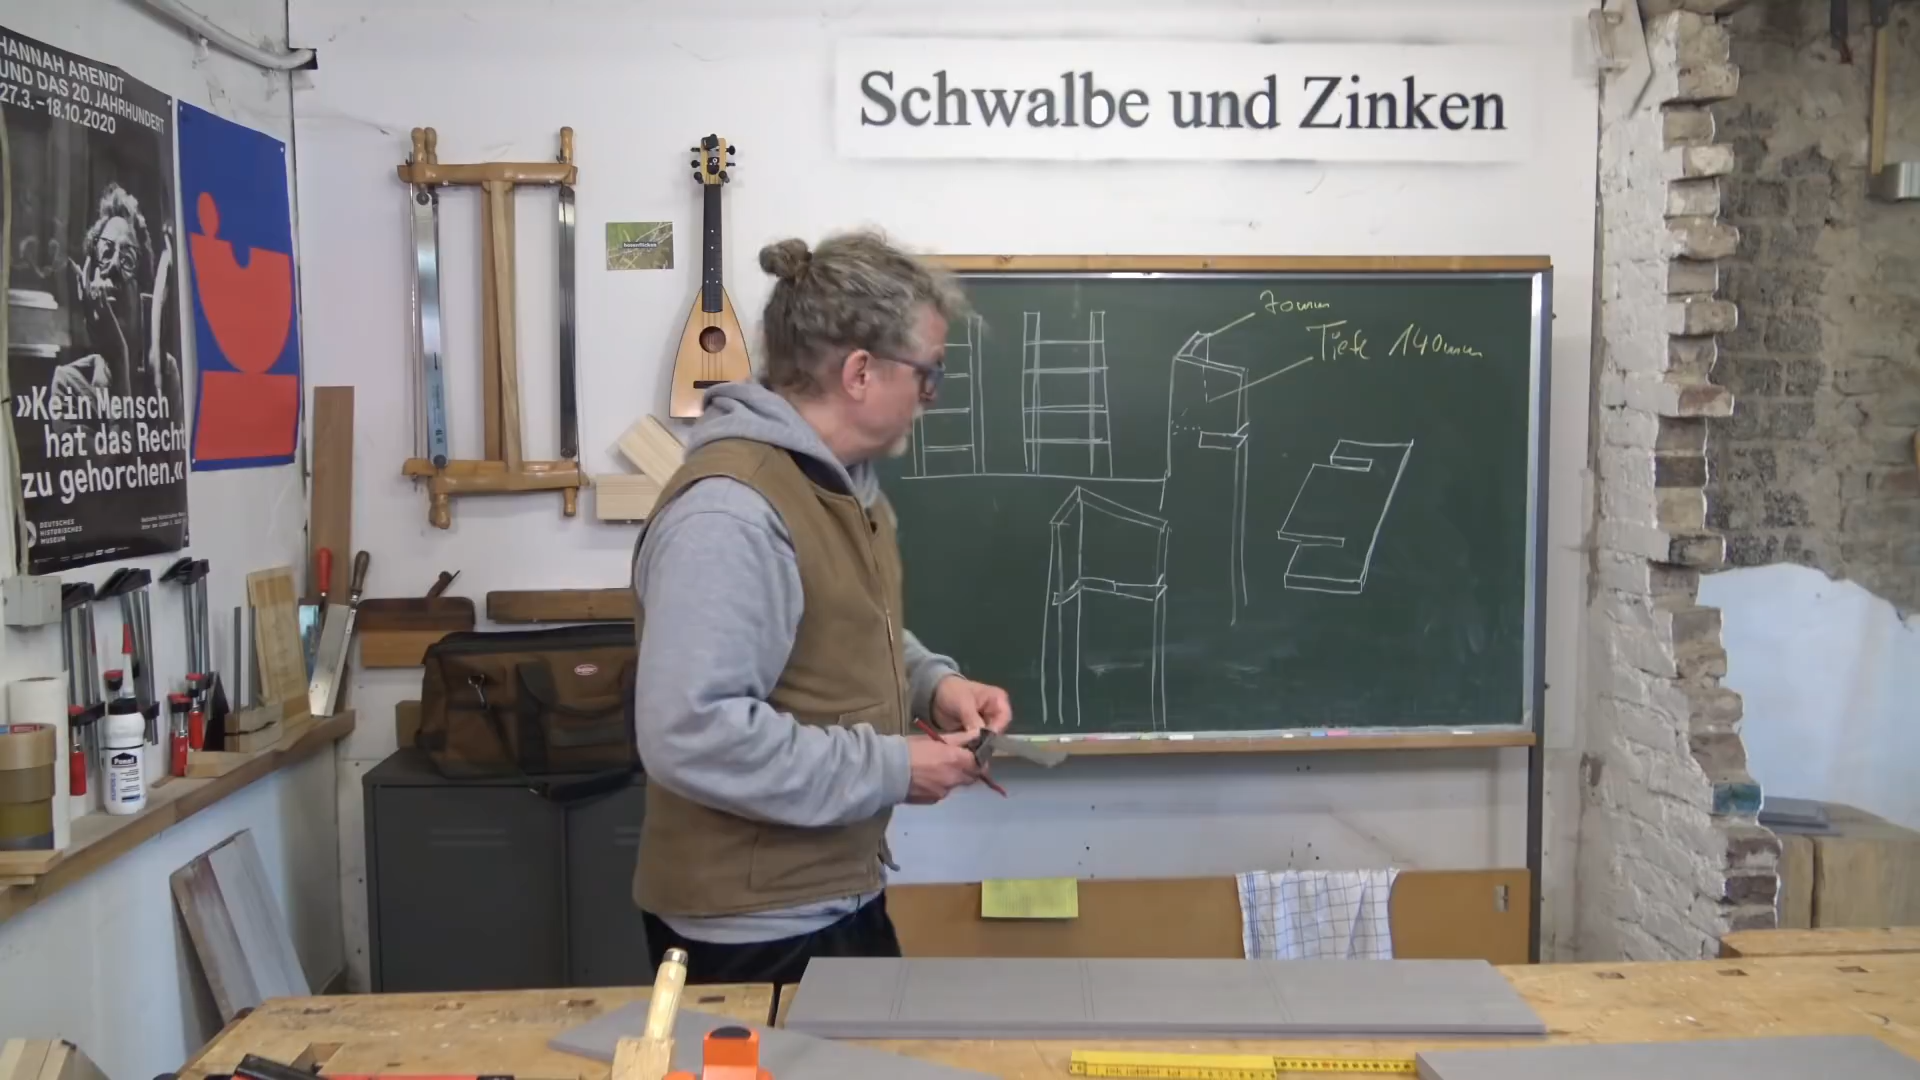 HANNAH ARENDT
UND DAS 20. JAHRHUNDERT
27.3.–18.10.2020
»Kein Mensch
hat das Recht
zu gehorchen.«
DEUTSCHES
HISTORISCHES
MUSEUM
Schwalbe und Zinken
70mm
Tiefe 140mm
Ponal